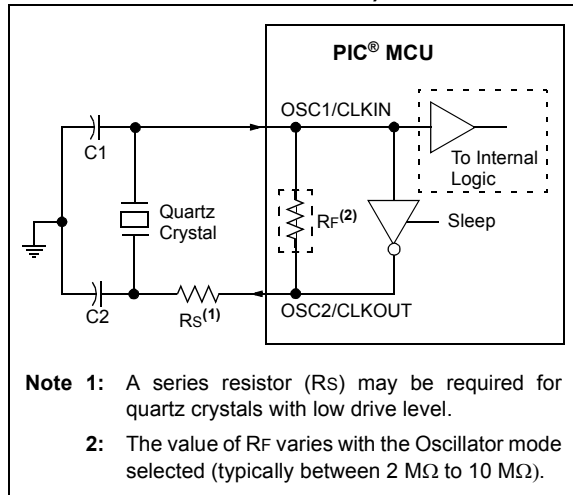 PIC® MCU
OSC1/CLKIN
C1
To Internal
Logic
Quartz
Crystal
RF(2)
Sleep
C2
RS(1)
OSC2/CLKOUT
Note 1: A series resistor (RS) may be required for
quartz crystals with low drive level.
2: The value of RF varies with the Oscillator mode
selected (typically between 2 MΩ to 10 MΩ).